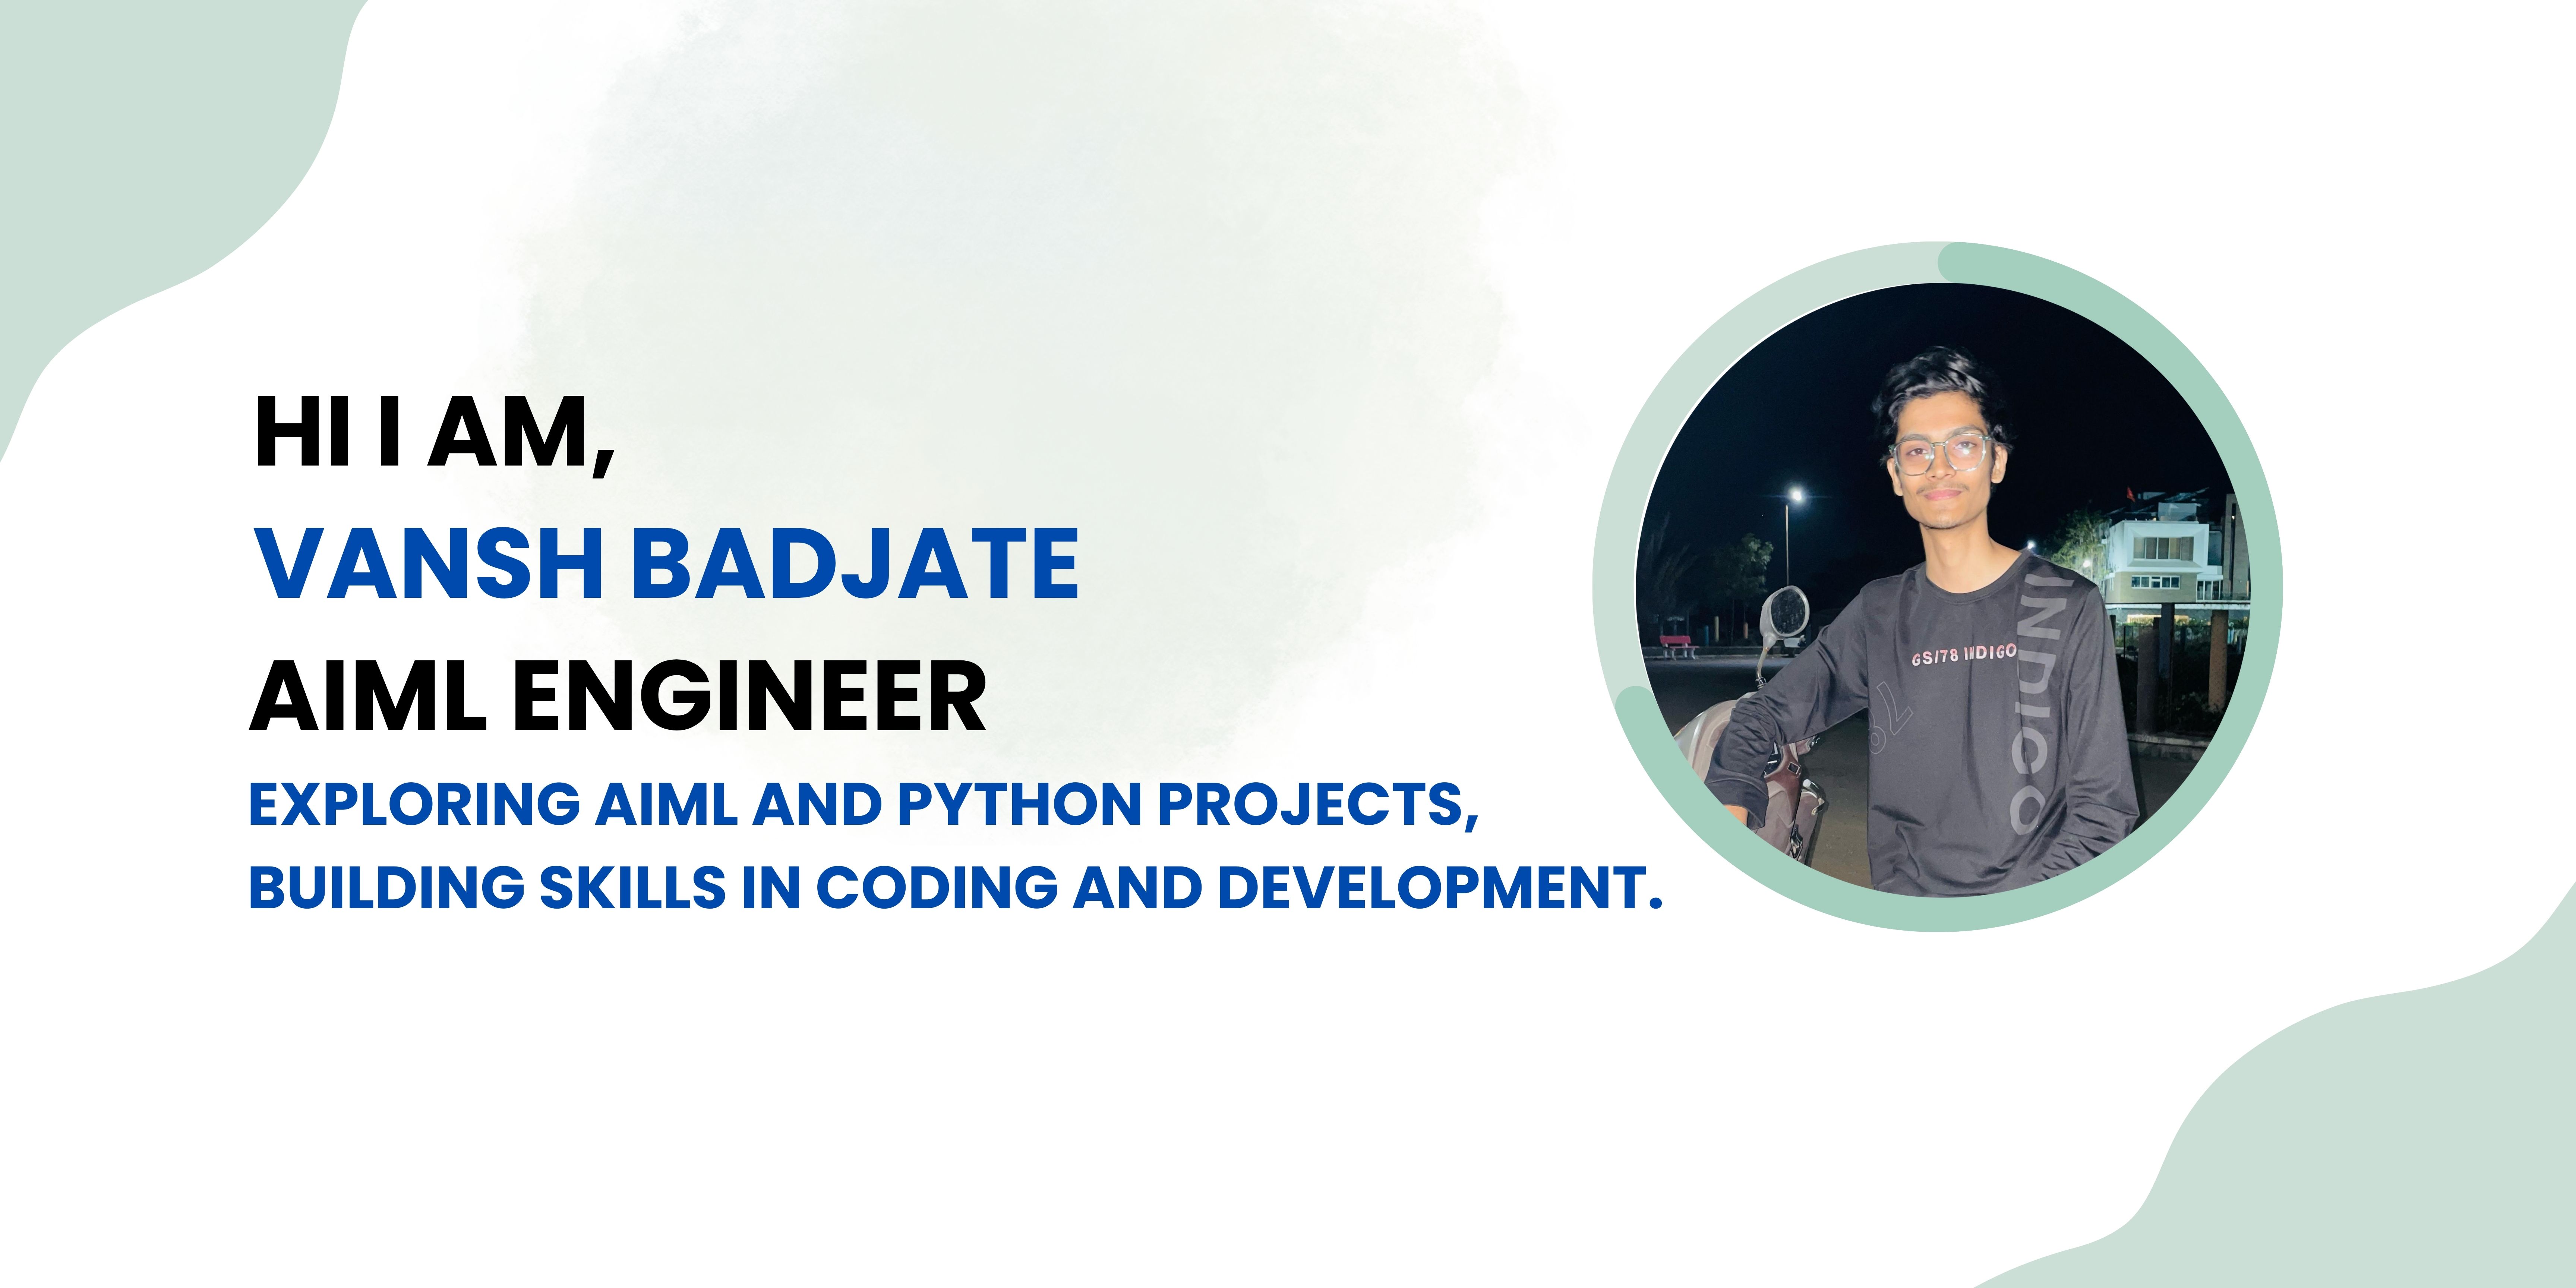 HI I AM,
VANSH BADJATE
AIML ENGINEER
EXPLORING AIML AND PYTHON PROJECTS,
BUILDING SKILLS IN CODING AND DEVELOPMENT.
GS/78 INDIGO
INDIGO
78